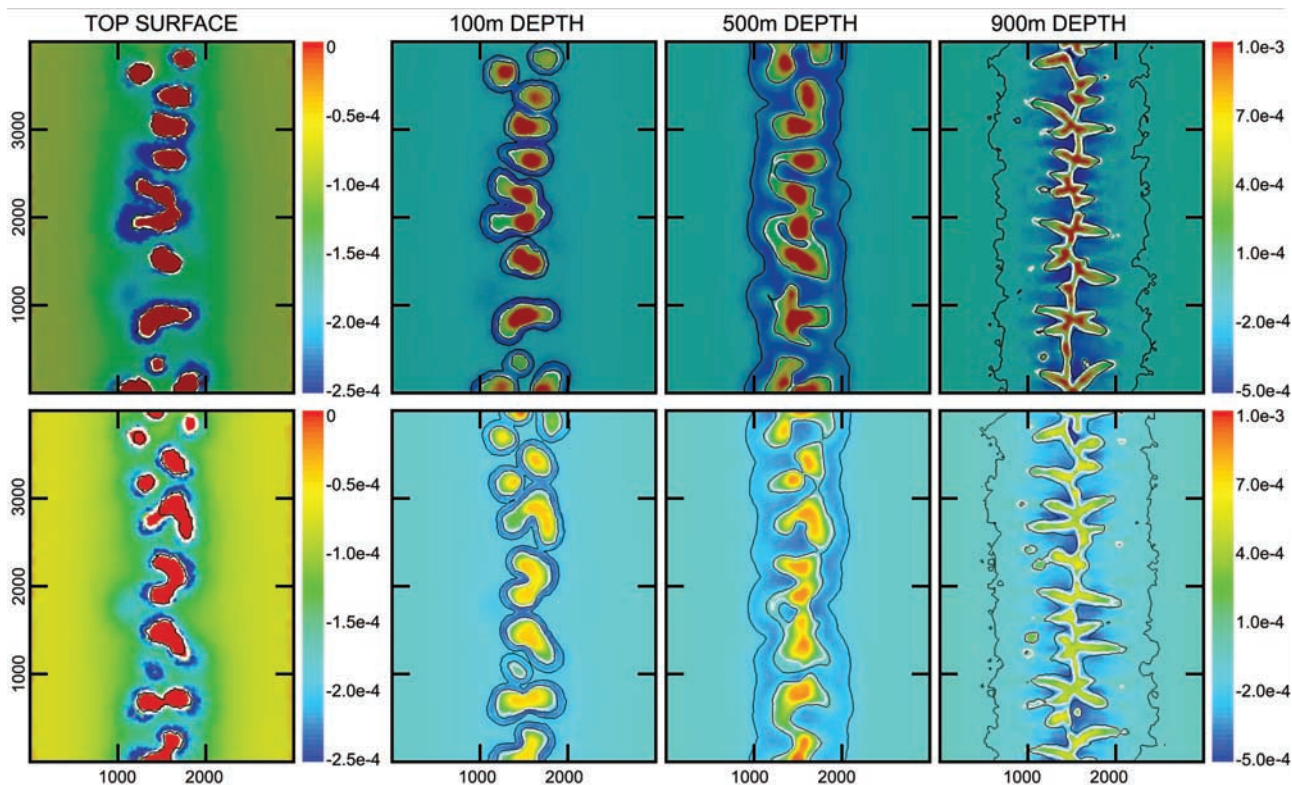 TOP SURFACE 100m DEPTH 500m DEPTH 900m DEPTH
0 1.0e-3
-0.5e-4 7.0e-4
3000
-1.0e-4 4.0e-4
2000
-1.5e-4 1.0e-4
1000
-2.0e-4 -2.0e-4
-2.5e-4 -5.0e-4
0 1.0e-3
-0.5e-4 7.0e-4
3000
-1.0e-4 4.0e-4
2000
-1.5e-4 1.0e-4
1000
-2.0e-4 -2.0e-4
-2.5e-4 -5.0e-4
1000 2000 1000 2000 1000 2000 1000 2000